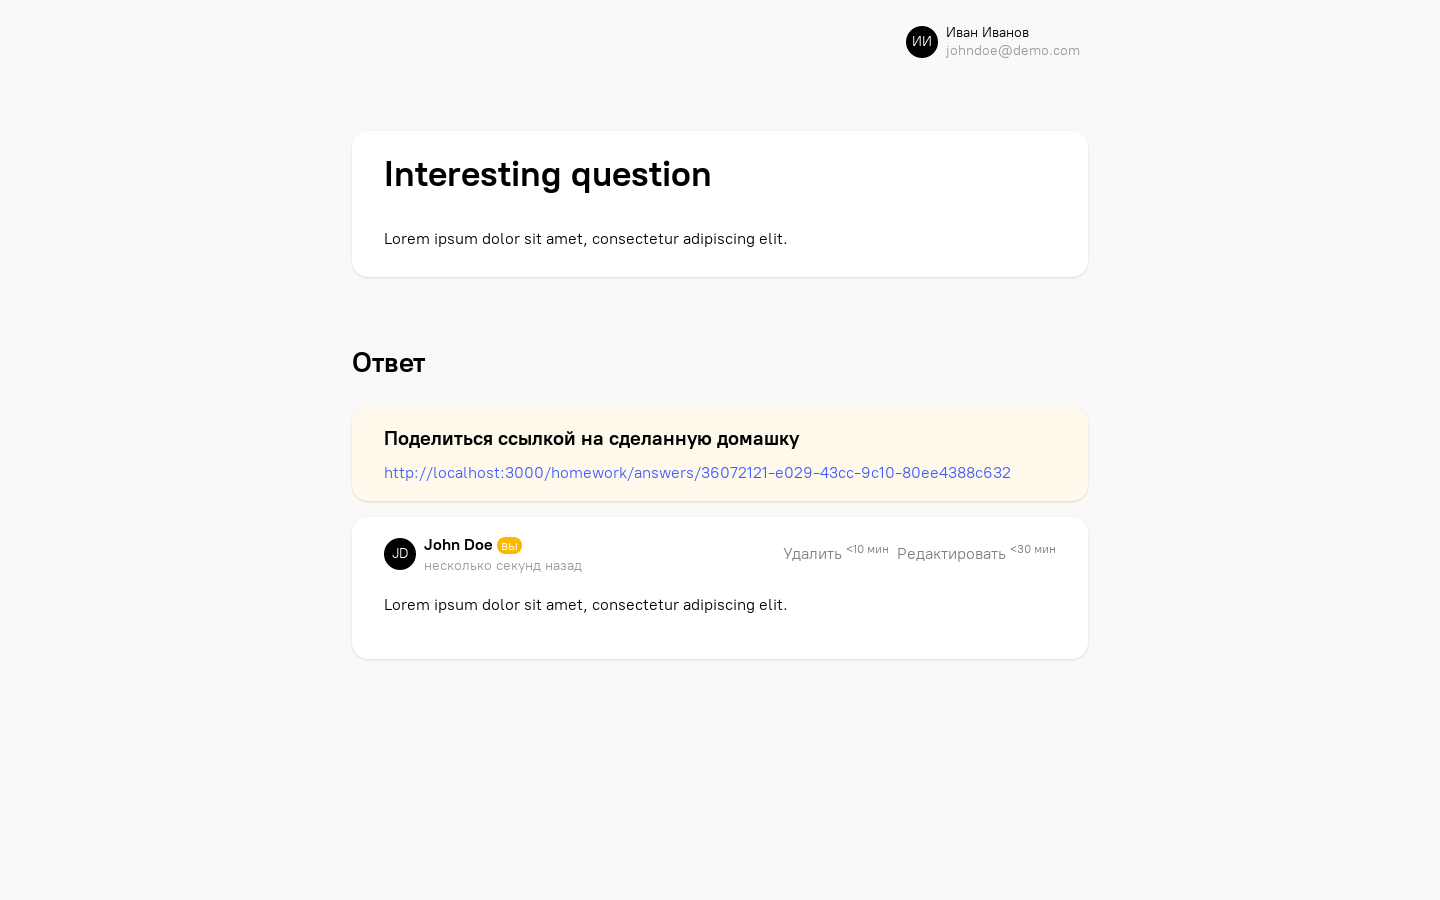 ИИ
Иван Иванов
johndoe@demo.com
Interesting question
Lorem ipsum dolor sit amet, consectetur adipiscing elit.
Ответ
Поделиться ссылкой на сделанную домашку
http://localhost:3000/homework/answers/36072121-e029-43cc-9c10-80ee4388c632
JD
John Doe вы
несколько секунд назад
Удалить <10 мин Редактировать <30 мин
Lorem ipsum dolor sit amet, consectetur adipiscing elit.